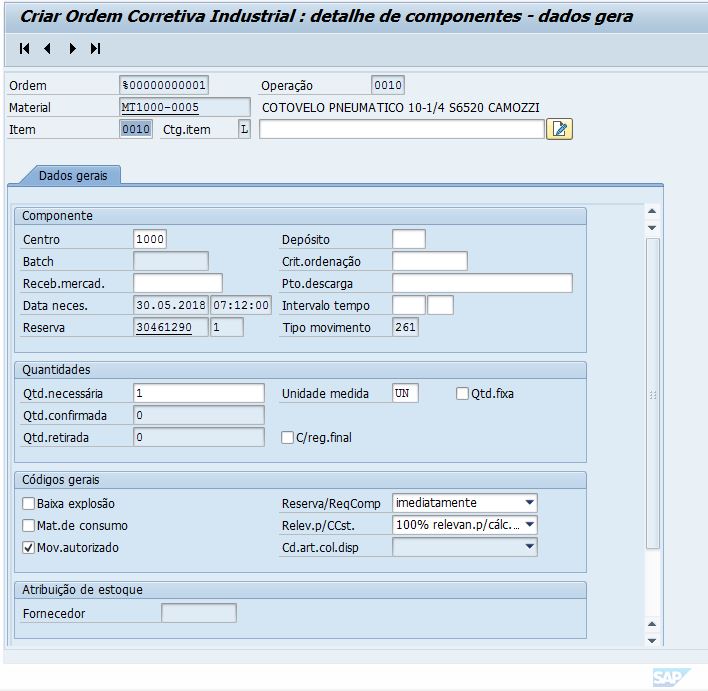 Criar Ordem Corretiva Industrial : detalhe de componentes - dados gera
Ordem %00000000001 Operação 0010
Material MT1000-0005 COTOVELO PNEUMATICO 10-1/4 S6520 CAMOZZI
Item 0010 Ctg.item L
Dados gerais
Componente
Centro 1000 Depósito
Batch Crit.ordenação
Receb.mercad. Pto.descarga
Data neces. 30.05.2018 07:12:00 Intervalo tempo
Reserva 30461290 1 Tipo movimento 261
Quantidades
Qtd.necessária 1 Unidade medida UN Qtd.fixa
Qtd.confirmada 0
Qtd.retirada 0 C/reg.final
Códigos gerais
Baixa explosão Reserva/ReqComp imediatamente
Mat.de consumo Relev.p/CCst. 100% relevan.p/cálc...
Mov.autorizado Cd.art.col.disp
Atribuição de estoque
Fornecedor
SAP